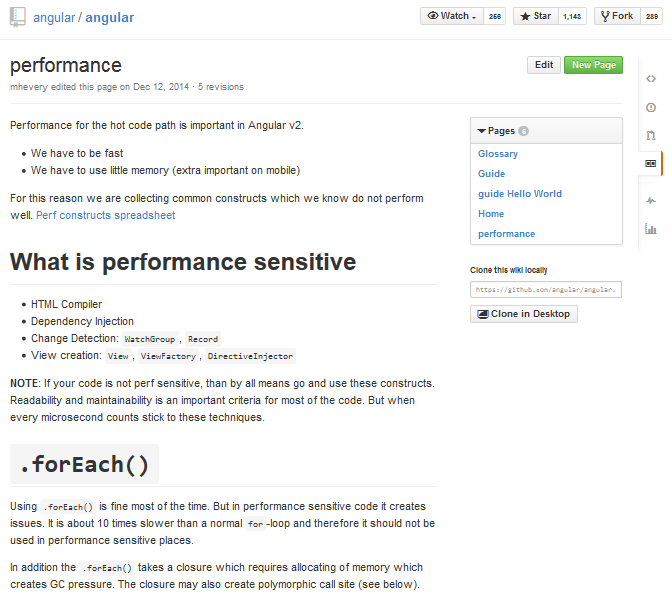 angular / angular
Watch 256
Star 1,143
Fork 289
performance
Edit
New Page
mhevery edited this page on Dec 12, 2014 · 5 revisions
Performance for the hot code path is important in Angular v2.
• We have to be fast
• We have to use little memory (extra important on mobile)
For this reason we are collecting common constructs which we know do not perform
well. Perf constructs spreadsheet
What is performance sensitive
• HTML Compiler
• Dependency Injection
• Change Detection: WatchGroup , Record
• View creation: View , ViewFactory , DirectiveInjector
NOTE: If your code is not perf sensitive, than by all means go and use these constructs.
Readability and maintainability is an important criteria for most of the code. But when
every microsecond counts stick to these techniques.
.forEach()
Using .forEach() is fine most of the time. But in performance sensitive code it creates
issues. It is about 10 times slower than a normal for -loop and therefore it should not be
used in performance sensitive places.
In addition the .forEach() takes a closure which requires allocating of memory which
creates GC pressure. The closure may also create polymorphic call site (see below).
Pages
Glossary
Guide
guide Hello World
Home
performance
Clone this wiki locally
https://github.com/angular/angular.
Clone in Desktop